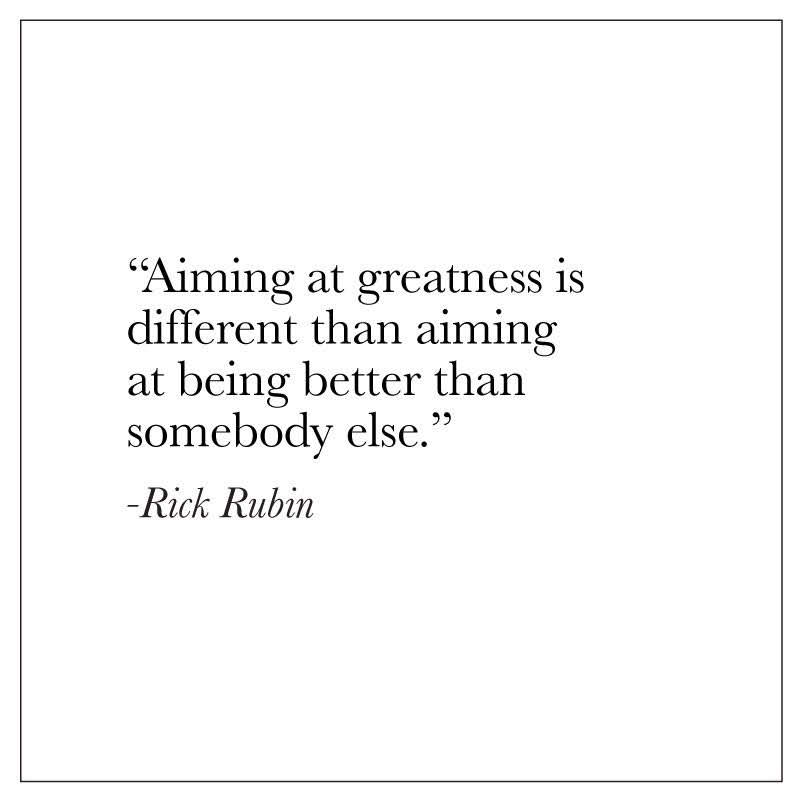 “Aiming at greatness is
different than aiming
at being better than
somebody else.”
-Rick Rubin